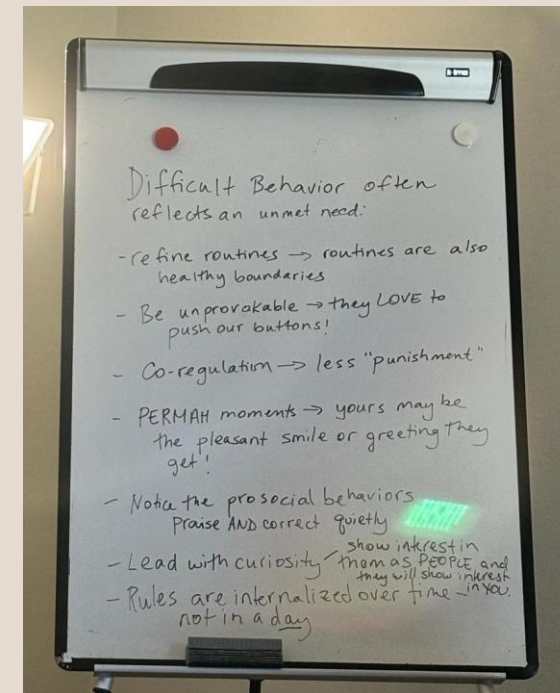 Difficult Behavior often
reflects an unmet need:
- refine routines → routines are also
healthy boundaries
- Be unprovokable → they LOVE to
push our buttons!
- Co-regulation → less "punishment"
- PERMAH moments → yours may be
the pleasant smile or greeting they
get!
- Notice the prosocial behaviors
Praise AND correct quietly
- Lead with curiosity / show interest in
them as PEOPLE and
they will show interest
in YOU.
- Rules are internalized over time -
not in a day